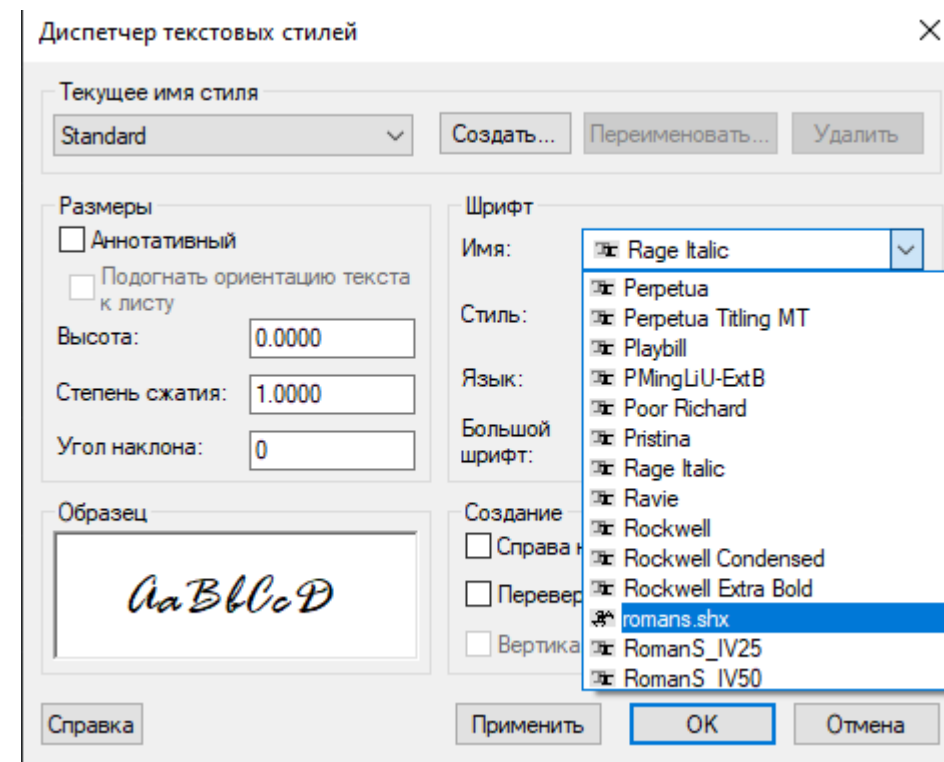 Диспетчер текстовых стилей
Текущее имя стиля
Standard
Создать...
Переименовать...
Удалить
Размеры
Аннотативный
Подогнать ориентацию текста
к листу
Высота:
0.0000
Степень сжатия:
1.0000
Угол наклона:
0
Шрифт
Имя:
Rage Italic
Стиль:
Язык:
Большой
шрифт:
Perpetua
Perpetua Titling MT
Playbill
PMingLiU-ExtB
Poor Richard
Pristina
Rage Italic
Ravie
Rockwell
Rockwell Condensed
Rockwell Extra Bold
romans.shx
RomanS_IV25
RomanS_IV50
Образец
AaBbCcD
Создание
Справа
Перевер
Вертика
Справка
Применить
OK
Отмена